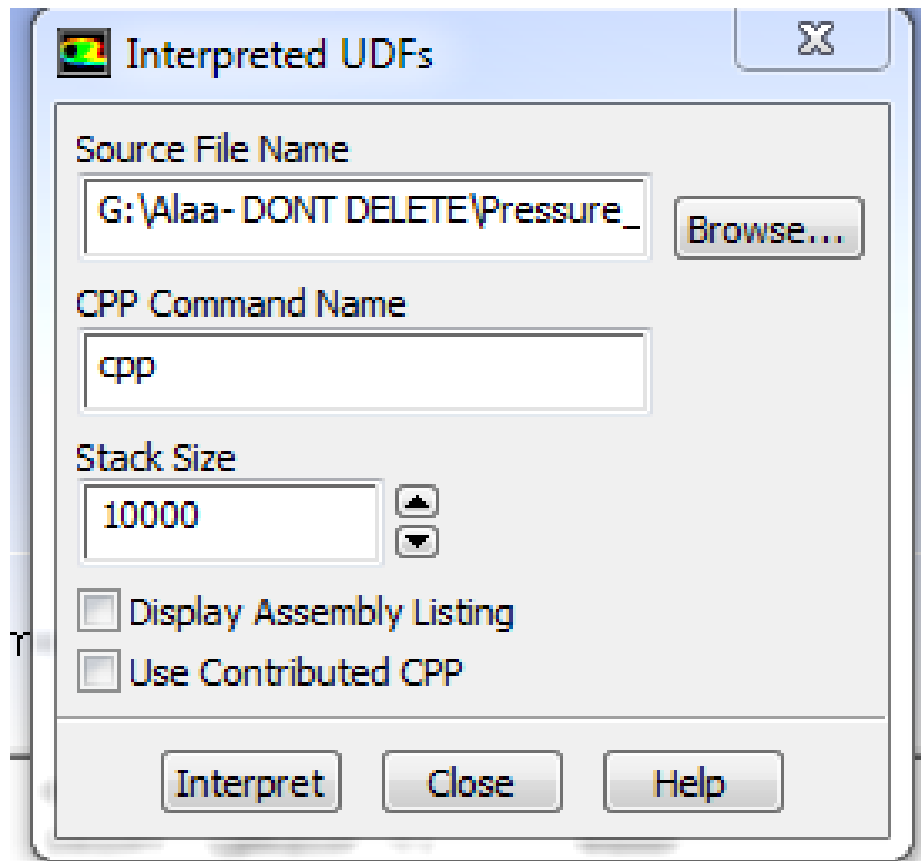 Interpreted UDFs
Source File Name
G:\Alaa-DONT DELETE\Pressure_
Browse...
CPP Command Name
cpp
Stack Size
10000
Display Assembly Listing
Use Contributed CPP
Interpret Close Help